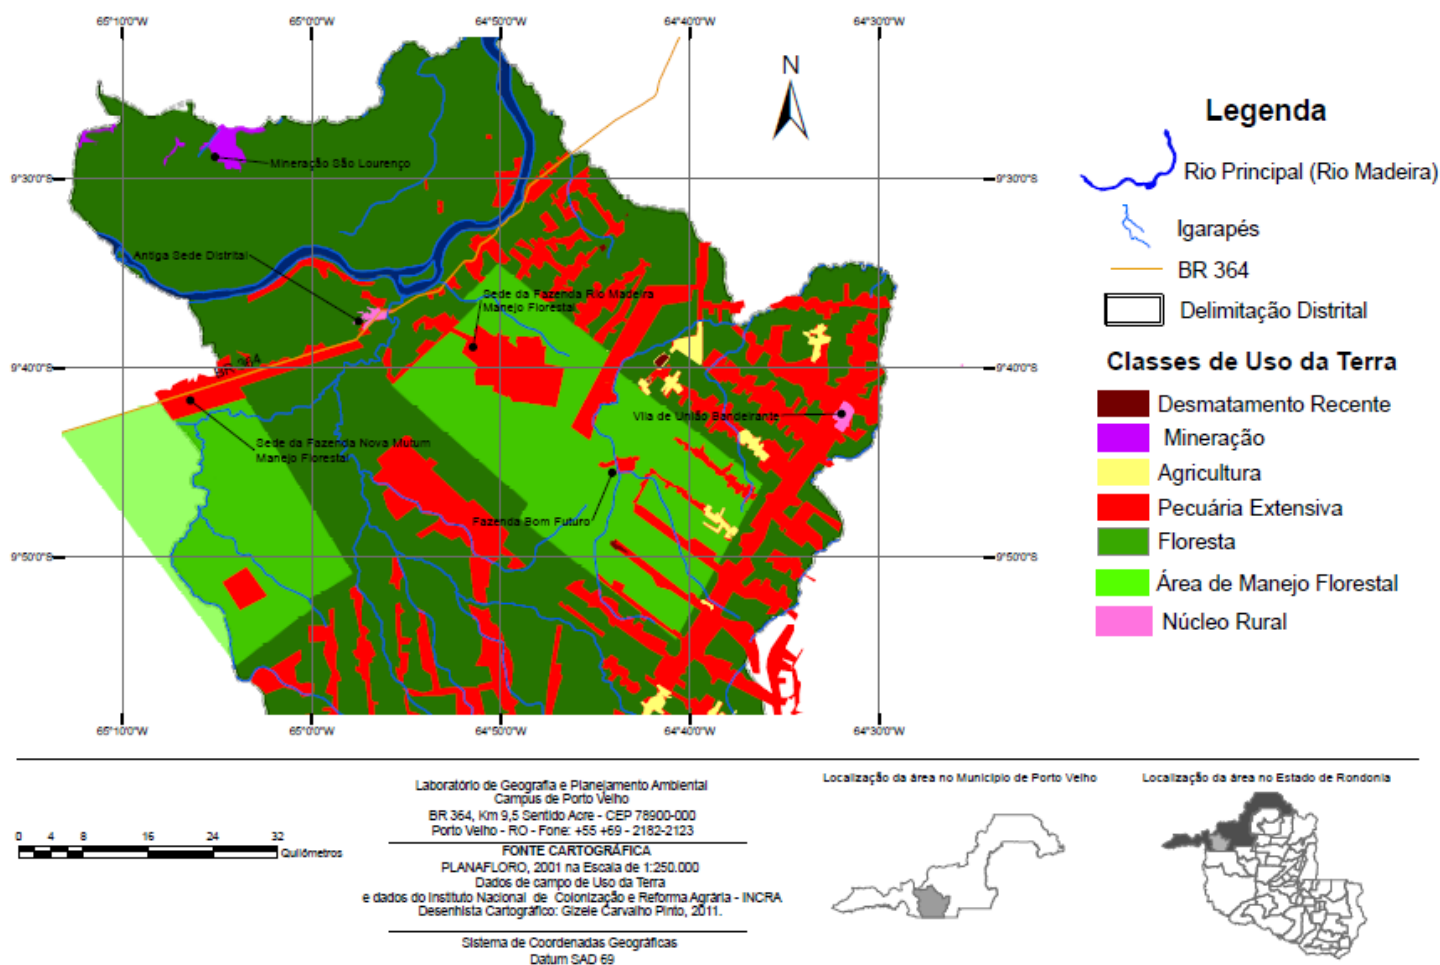 65°10'0"W
65°0'0"W
64°50'0"W
64°40'0"W
64°30'0"W
N
Legenda
Rio Principal (Rio Madeira)
Igarapés
BR 364
Delimitação Distrital
Classes de Uso da Terra
Desmatamento Recente
Mineração
Agricultura
Pecuária Extensiva
Floresta
Área de Manejo Florestal
Núcleo Rural
Mineração São Lourenço
9°30'0"S
9°30'0"S
Antiga Sede Distrital
Sede da Fazenda Rio Madeira
Manejo Florestal
BR 364
9°40'0"S
9°40'0"S
Vila de União Bandeirante
Sede da Fazenda Nova Mutum
Manejo Florestal
Fazenda Bom Futuro
9°50'0"S
9°50'0"S
65°10'0"W
65°0'0"W
64°50'0"W
64°40'0"W
64°30'0"W
0 4 8 16 24 32
Quilômetros
Laboratório de Geografia e Planejamento Ambiental
Campus de Porto Velho
BR 364, Km 9,5 Sentido Acre - CEP 78900-000
Porto Velho - RO - Fone: +55 +69 - 2182-2123
FONTE CARTOGRÁFICA
PLANAFLORO, 2001 na Escala de 1:250.000
Dados de campo de Uso da Terra
e dados do Instituto Nacional de Colonização e Reforma Agrária - INCRA
Desenhista Cartográfico: Gizele Carvalho Pinto, 2011.
Sistema de Coordenadas Geográficas
Datum SAD 69
Localização da área no Município de Porto Velho
Localização da área no Estado de Rondonia